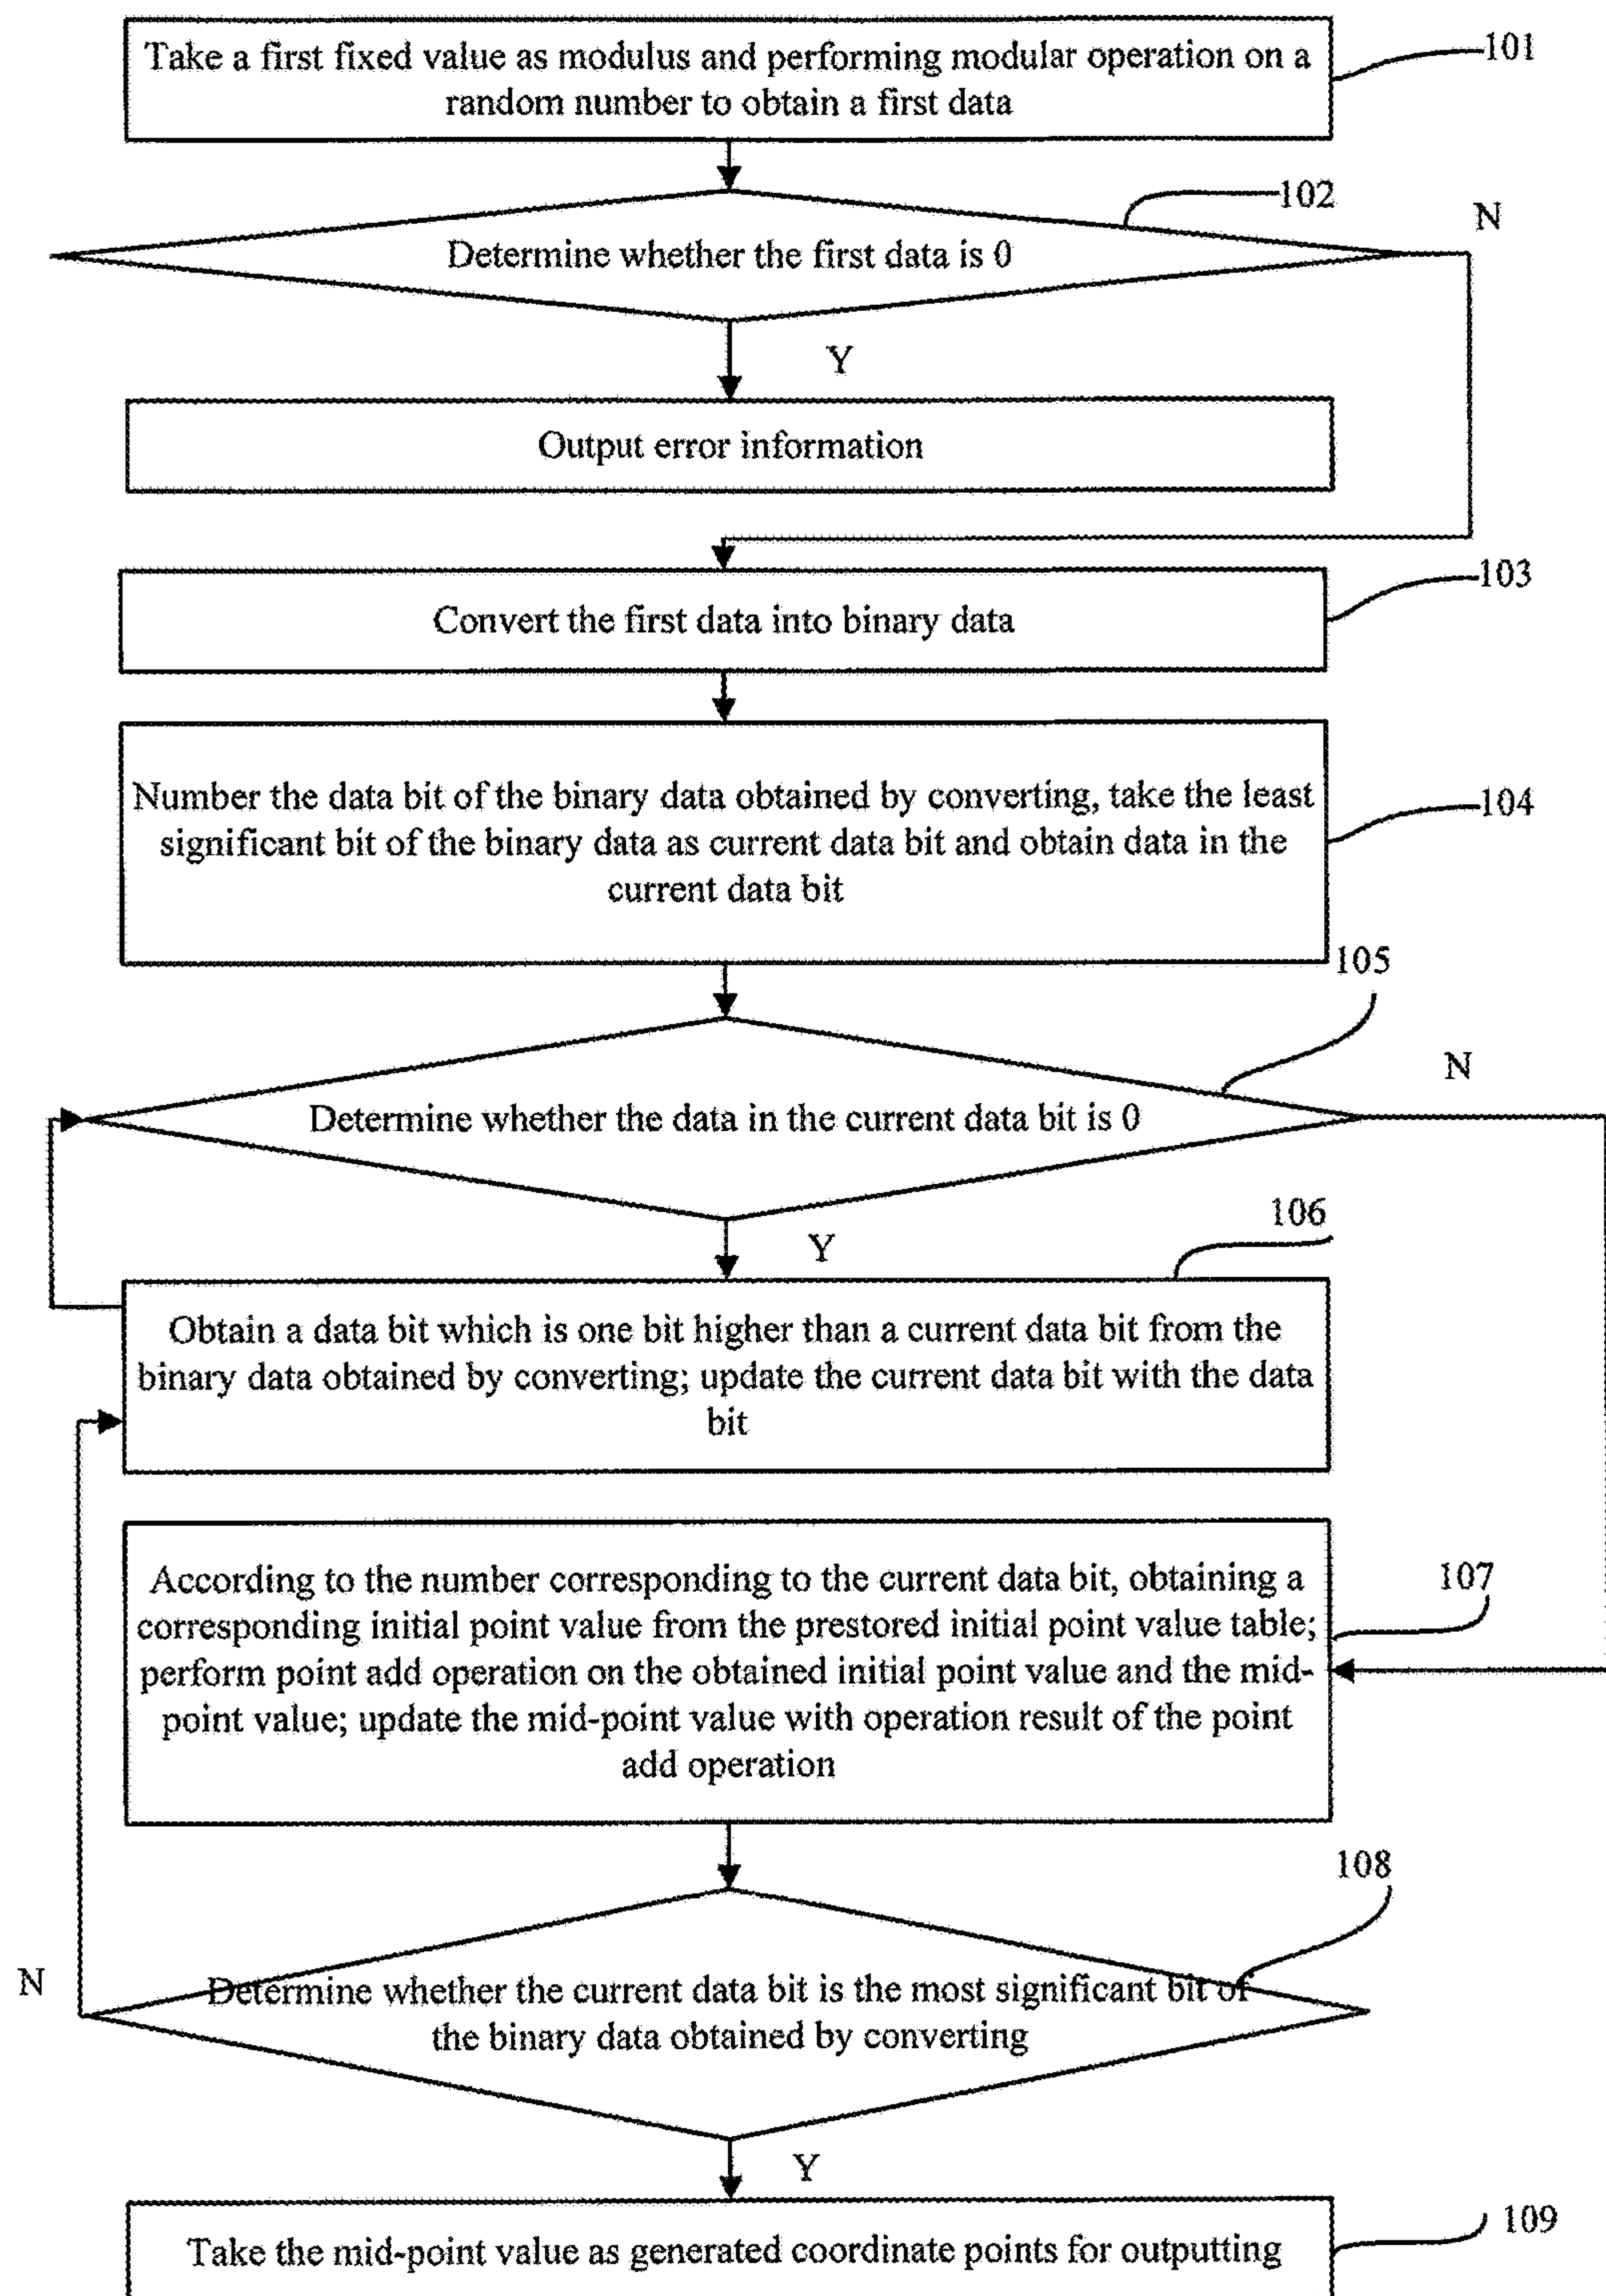 Take a first fixed value as modulus and performing modular operation on a
random number to obtain a first data
101
102
N
Determine whether the first data is 0
Y
Output error information
103
Convert the first data into binary data
Number the data bit of the binary data obtained by converting, take the least
significant bit of the binary data as current data bit and obtain data in the
current data bit
104
105
N
Determine whether the data in the current data bit is 0
106
Y
Obtain a data bit which is one bit higher than a current data bit from the
binary data obtained by converting; update the current data bit with the data
bit
According to the number corresponding to the current data bit, obtaining a
corresponding initial point value from the prestored initial point value table;
perform point add operation on the obtained initial point value and the mid-
point value; update the mid-point value with operation result of the point
add operation
107
108
N
Determine whether the current data bit is the most significant bit of
the binary data obtained by converting
Y
Take the mid-point value as generated coordinate points for outputting
109